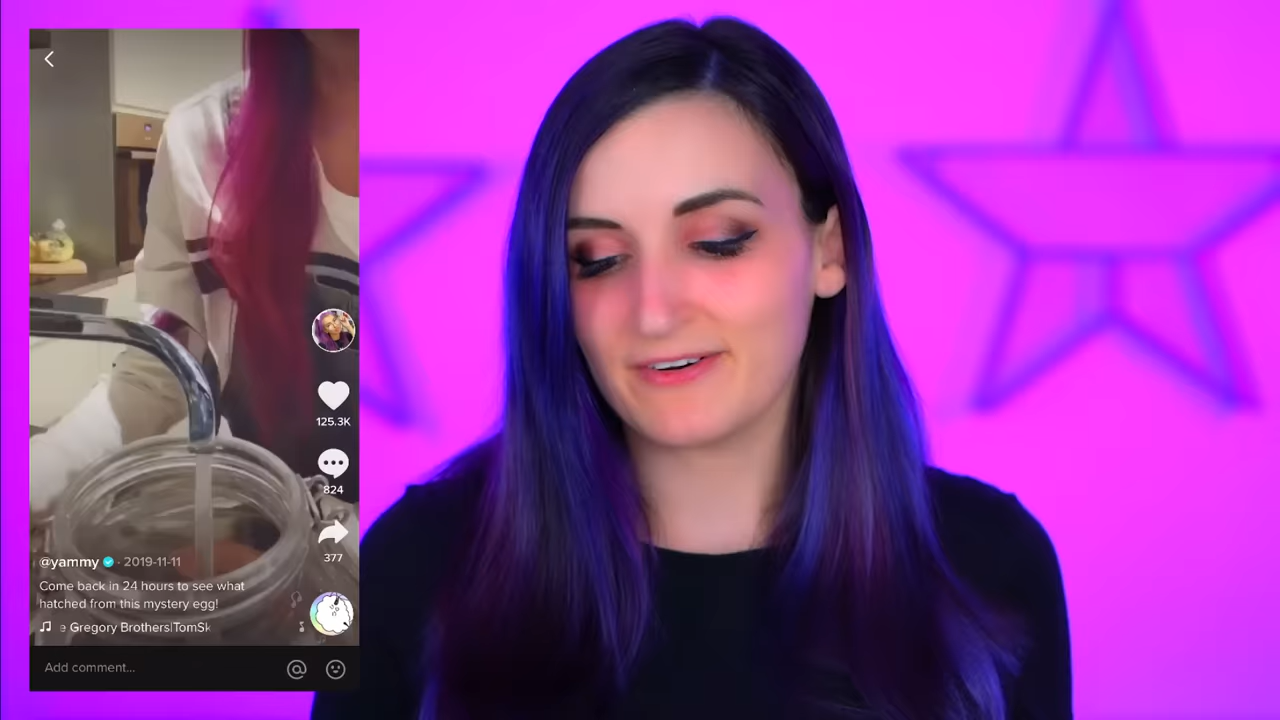 125.3K
824
377
@yammy · 2019-11-11
Come back in 24 hours to see what
hatched from this mystery egg!
e Gregory Brothers|TomSk
Add comment...